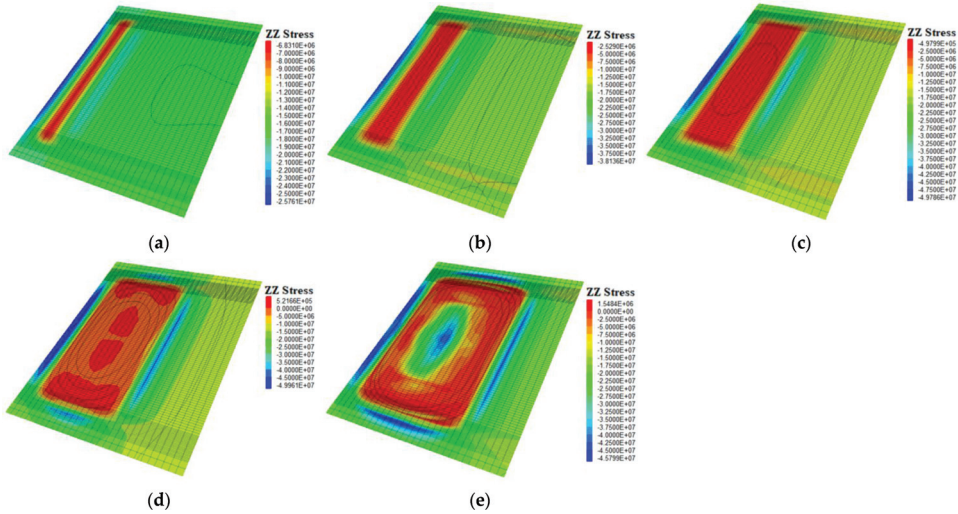 ZZ Stress
-6.8310E+06
-7.0000E+06
-8.0000E+06
-9.0000E+06
-1.0000E+07
-1.1000E+07
-1.2000E+07
-1.3000E+07
-1.4000E+07
-1.5000E+07
-1.6000E+07
-1.7000E+07
-1.8000E+07
-1.9000E+07
-2.0000E+07
-2.1000E+07
-2.2000E+07
-2.3000E+07
-2.4000E+07
-2.5000E+07
-2.5761E+07
(a)
ZZ Stress
-2.5290E+06
-5.0000E+06
-7.5000E+06
-1.0000E+07
-1.2500E+07
-1.5000E+07
-1.7500E+07
-2.0000E+07
-2.2500E+07
-2.5000E+07
-2.7500E+07
-3.0000E+07
-3.2500E+07
-3.5000E+07
-3.7500E+07
-3.8136E+07
(b)
ZZ Stress
-4.9799E+05
-2.5000E+06
-5.0000E+06
-7.5000E+06
-1.0000E+07
-1.2500E+07
-1.5000E+07
-1.7500E+07
-2.0000E+07
-2.2500E+07
-2.5000E+07
-2.7500E+07
-3.0000E+07
-3.2500E+07
-3.5000E+07
-3.7500E+07
-4.0000E+07
-4.2500E+07
-4.5000E+07
-4.7500E+07
-4.9786E+07
(c)
ZZ Stress
5.2166E+05
0.0000E+00
-5.0000E+06
-1.0000E+07
-1.5000E+07
-2.0000E+07
-2.5000E+07
-3.0000E+07
-3.5000E+07
-4.0000E+07
-4.5000E+07
-4.9961E+07
(d)
ZZ Stress
1.5484E+06
0.0000E+00
-2.5000E+06
-5.0000E+06
-7.5000E+06
-1.0000E+07
-1.2500E+07
-1.5000E+07
-1.7500E+07
-2.0000E+07
-2.2500E+07
-2.5000E+07
-2.7500E+07
-3.0000E+07
-3.2500E+07
-3.5000E+07
-3.7500E+07
-4.0000E+07
-4.2500E+07
-4.5000E+07
-4.5799E+07
(e)